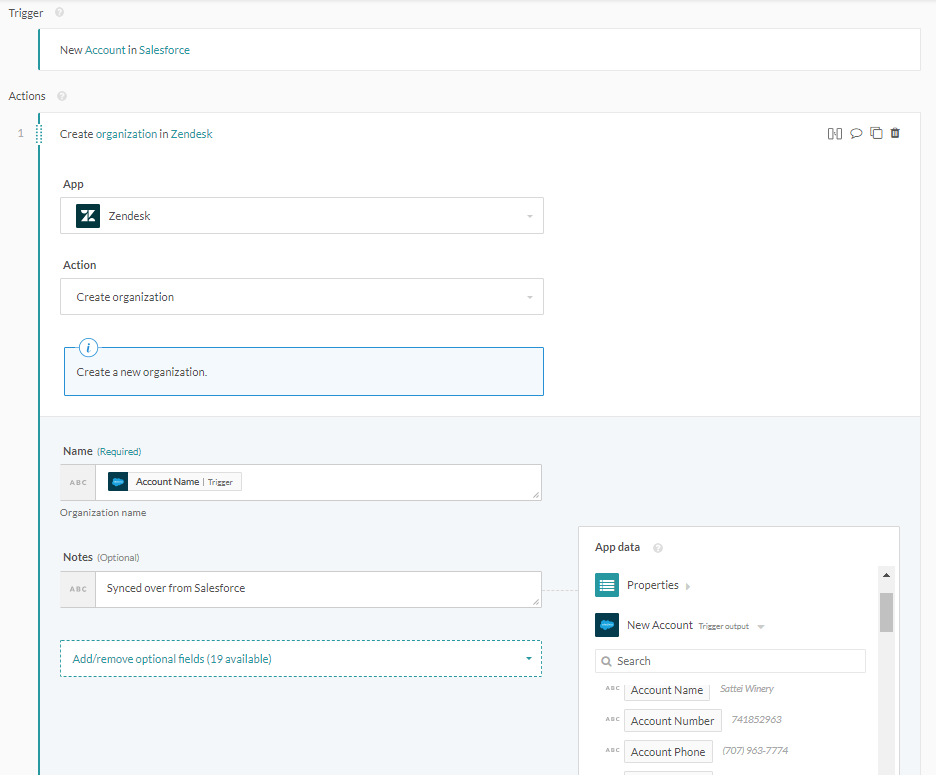 Trigger ?
New Account in Salesforce
Actions ?
1 Create organization in Zendesk
App
Zendesk
Action
Create organization
i
Create a new organization.
Name (Required)
ABC Account Name | Trigger
Organization name
Notes (Optional)
ABC Synced over from Salesforce
Add/remove optional fields (19 available)
App data ?
Properties
New Account Trigger output
Search
ABC Account Name Sattei Winery
ABC Account Number 741852963
ABC Account Phone (707) 963-7774